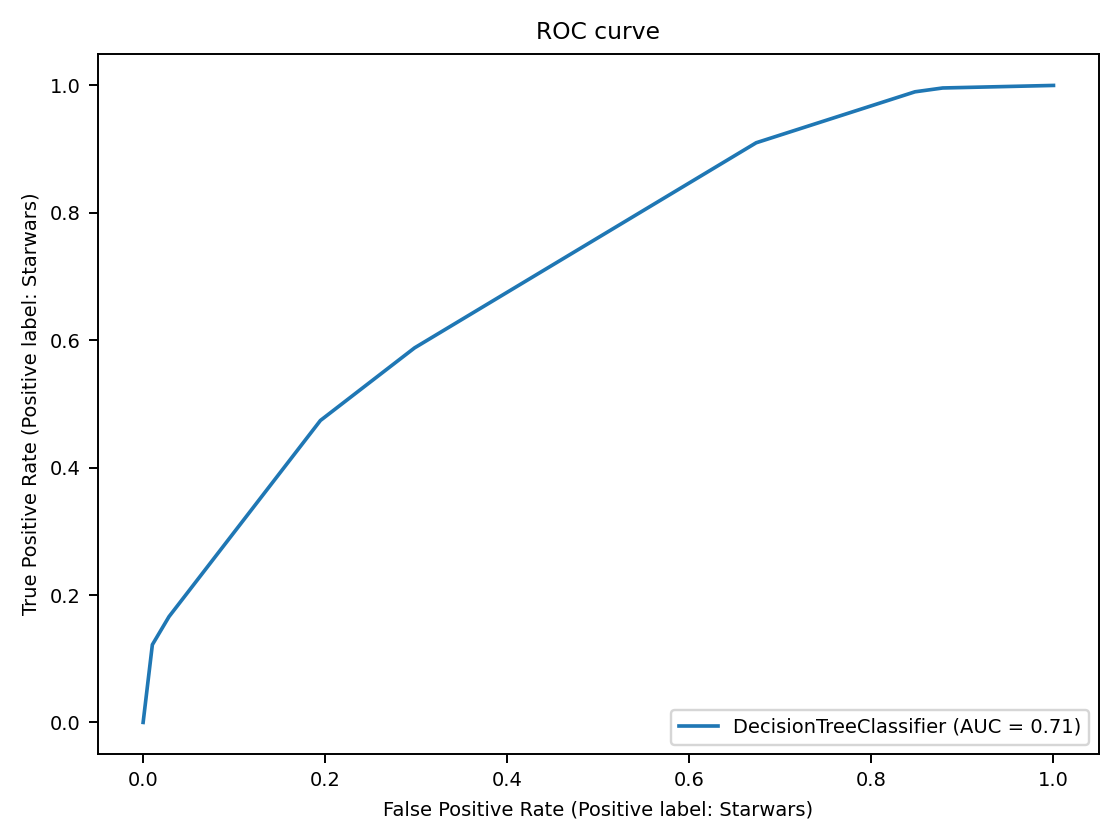 ROC curve
True Positive Rate (Positive label: Starwars)
1.0
0.8
0.6
0.4
0.2
0.0
DecisionTreeClassifier (AUC = 0.71)
0.0 0.2 0.4 0.6 0.8 1.0
False Positive Rate (Positive label: Starwars)